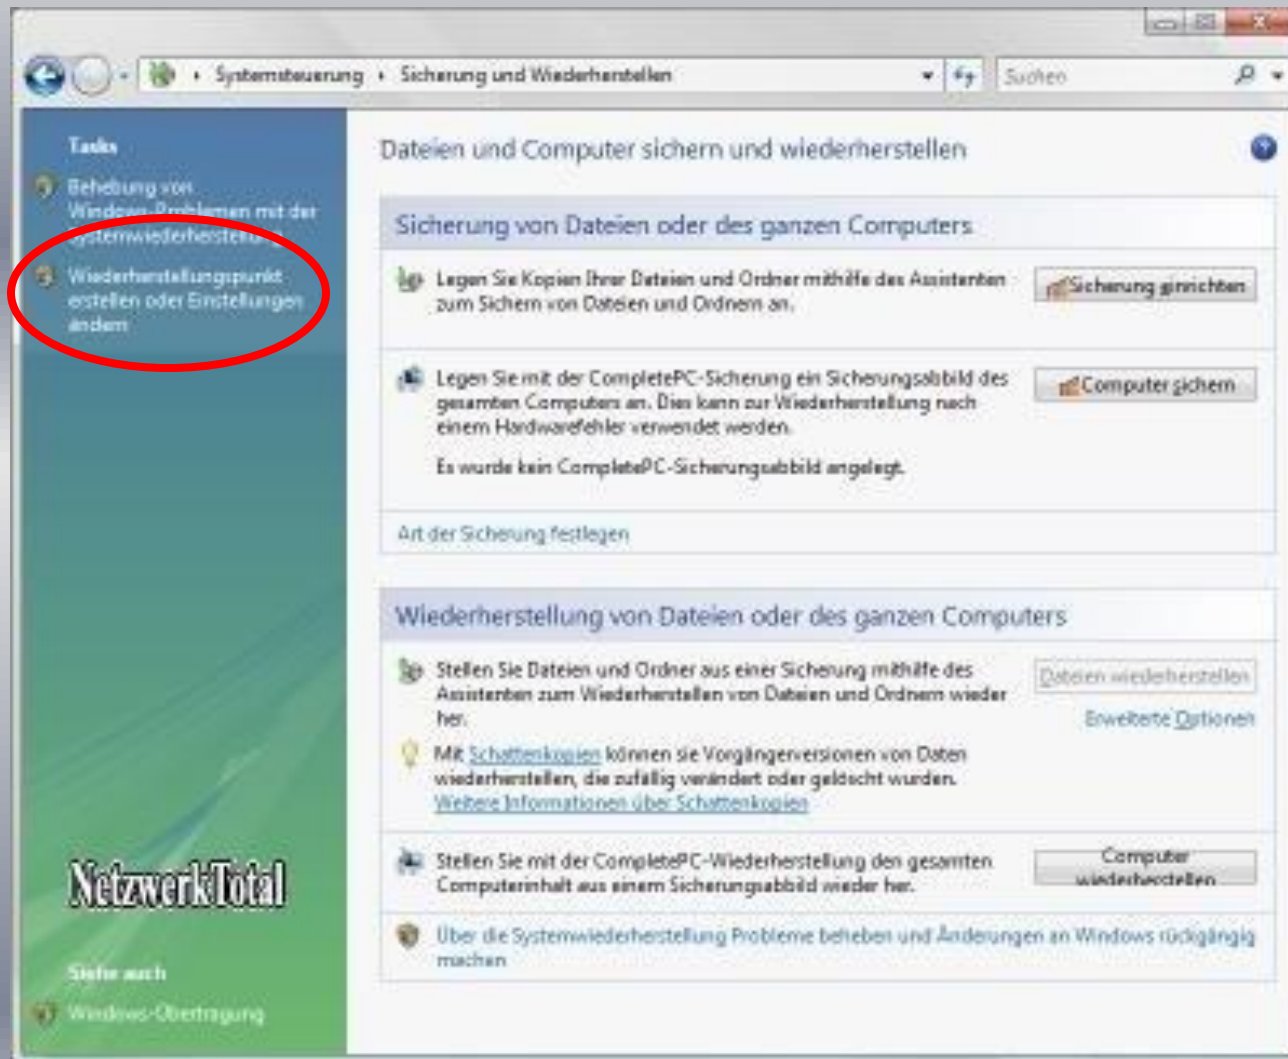 Systemsteuerung Sicherung und Wiederherstellen
Suchen
Tasks
Behebung von
Windows-Problemen mit der
Systemwiederherstellung
Wiederherstellungspunkt
erstellen oder Einstellungen
ändern
NetzwerkTotal
Siehe auch
Windows-Übertragung
Dateien und Computer sichern und wiederherstellen
Sicherung von Dateien oder des ganzen Computers
Legen Sie Kopien Ihrer Dateien und Ordner mithilfe des Assistenten
zum Sichern von Dateien und Ordnern an.
Sicherung einrichten
Legen Sie mit der CompletePC-Sicherung ein Sicherungsabbild des
gesamten Computers an. Dies kann zur Wiederherstellung nach
einem Hardwarefehler verwendet werden.
Computer sichern
Es wurde kein CompletePC-Sicherungsabbild angelegt.
Art der Sicherung festlegen
Wiederherstellung von Dateien oder des ganzen Computers
Stellen Sie Dateien und Ordner aus einer Sicherung mithilfe des
Assistenten zum Wiederherstellen von Dateien und Ordnern wieder
her.
Dateien wiederherstellen
Erweiterte Optionen
Mit Schattenkopien können sie Vorgängerversionen von Daten
wiederherstellen, die zufällig verändert oder gelöscht wurden.
Weitere Informationen über Schattenkopien
Stellen Sie mit der CompletePC-Wiederherstellung den gesamten
Computerinhalt aus einem Sicherungsabbild wieder her.
Computer
wiederherstellen
Über die Systemwiederherstellung Probleme beheben und Änderungen an Windows rückgängig
machen